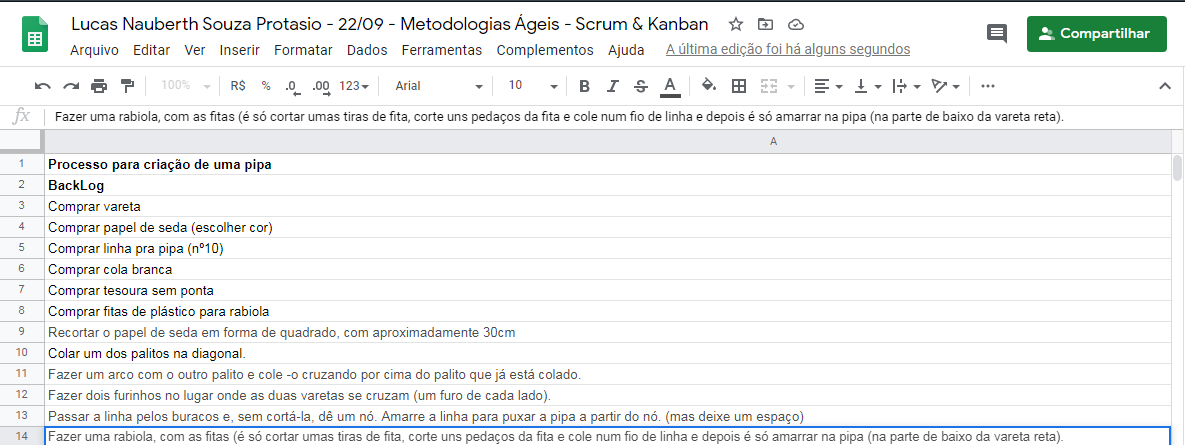 Lucas Nauberth Souza Protasio - 22/09 - Metodologias Ágeis - Scrum & Kanban
Arquivo Editar Ver Inserir Formatar Dados Ferramentas Complementos Ajuda A última edição foi há alguns segundos
Compartilhar
100% R$ % .0 .00 123 Arial 10 B I S A
fx Fazer uma rabiola, com as fitas (é só cortar umas tiras de fita, corte uns pedaços da fita e cole num fio de linha e depois é só amarrar na pipa (na parte de baixo da vareta reta).
A
1 Processo para criação de uma pipa
2 BackLog
3 Comprar vareta
4 Comprar papel de seda (escolher cor)
5 Comprar linha pra pipa (nº10)
6 Comprar cola branca
7 Comprar tesoura sem ponta
8 Comprar fitas de plástico para rabiola
9 Recortar o papel de seda em forma de quadrado, com aproximadamente 30cm
10 Colar um dos palitos na diagonal.
11 Fazer um arco com o outro palito e cole -o cruzando por cima do palito que já está colado.
12 Fazer dois furinhos no lugar onde as duas varetas se cruzam (um furo de cada lado).
13 Passar a linha pelos buracos e, sem cortá-la, dê um nó. Amarre a linha para puxar a pipa a partir do nó. (mas deixe um espaço)
14 Fazer uma rabiola, com as fitas (é só cortar umas tiras de fita, corte uns pedaços da fita e cole num fio de linha e depois é só amarrar na pipa (na parte de baixo da vareta reta).